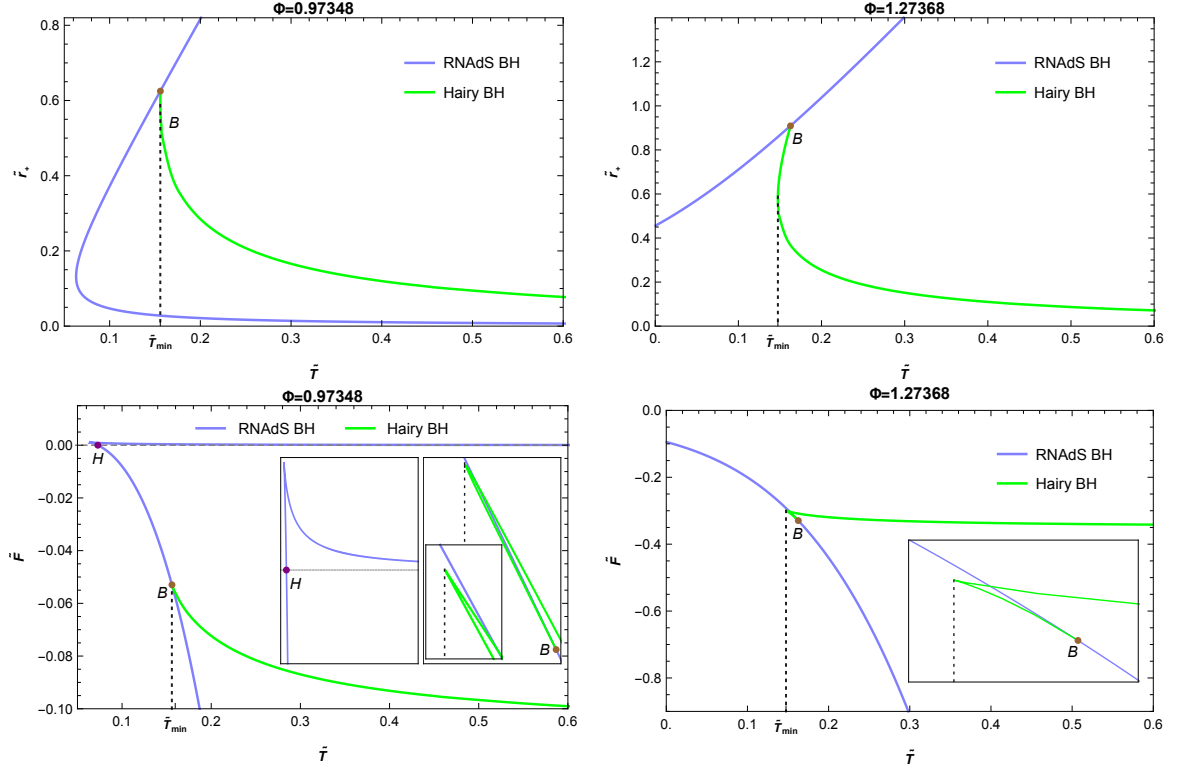 Φ=0.97348
0.8
0.6
0.4
0.2
0.0
r̃₊
RNAdS BH
Hairy BH
B
0.1 0.2 0.3 0.4 0.5 0.6
T̃min
T̃
Φ=1.27368
1.2
1.0
0.8
0.6
0.4
0.2
0.0
r̃₊
RNAdS BH
Hairy BH
B
0. 0.1 0.2 0.3 0.4 0.5 0.6
T̃min
T̃
Φ=0.97348
0.00
−0.02
−0.04
−0.06
−0.08
−0.10
F̃
RNAdS BH Hairy BH
H
B
H
B
0.1 0.2 0.3 0.4 0.5 0.6
T̃min
T̃
Φ=1.27368
0.0
−0.2
−0.4
−0.6
−0.8
F̃
RNAdS BH
Hairy BH
B
B
0. 0.1 0.2 0.3 0.4 0.5 0.6
T̃min
T̃